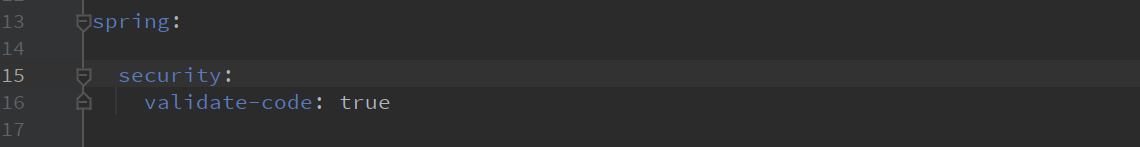 13 spring:
14
15 security:
16 validate-code: true
17